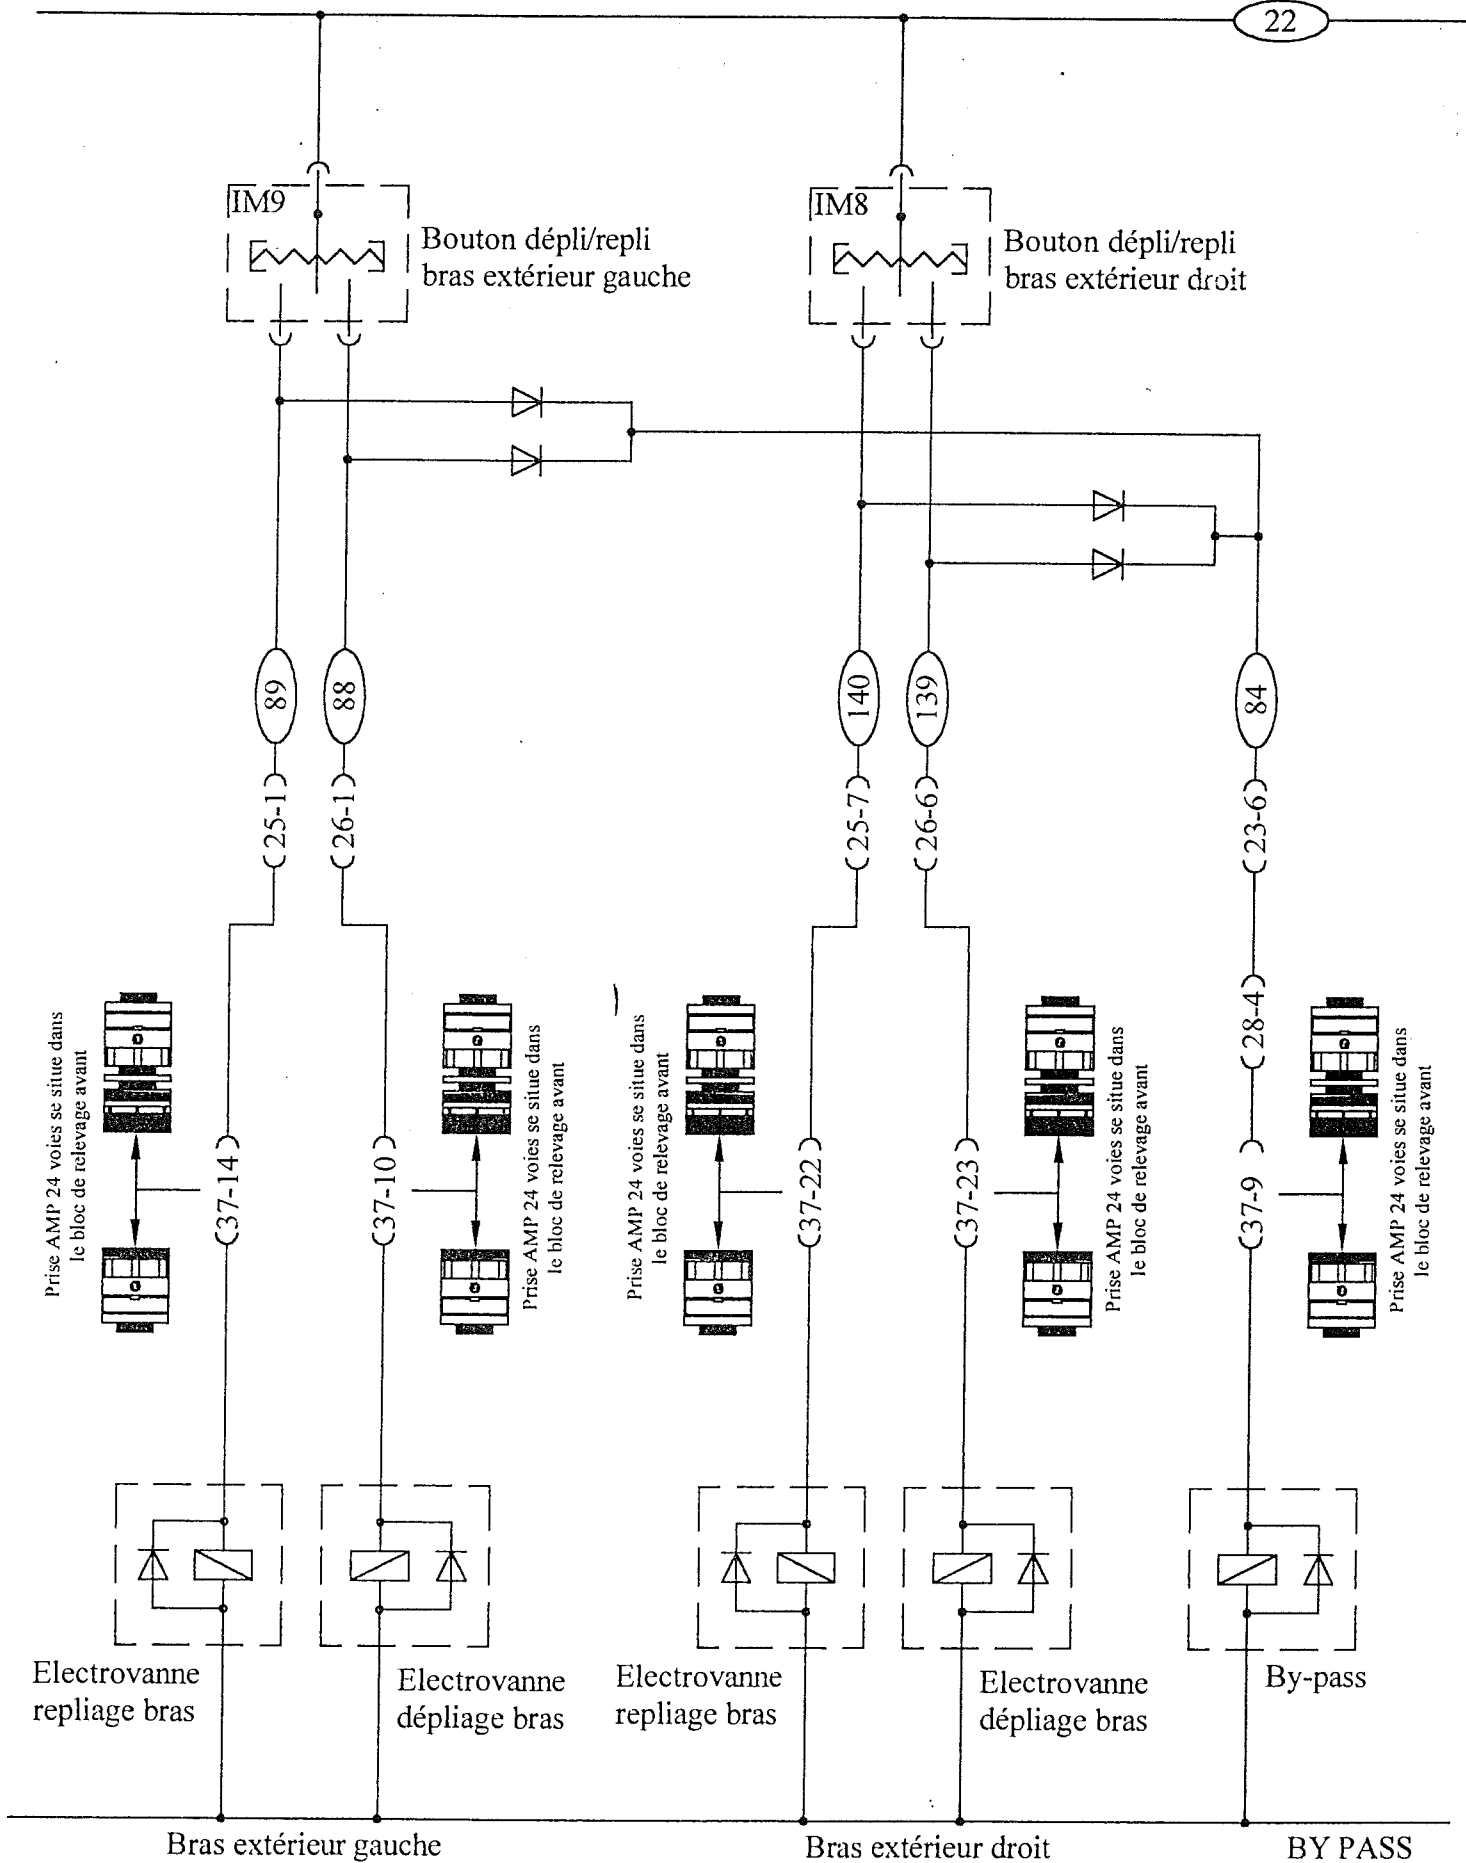 22
IM9
Bouton dépli/repli
bras extérieur gauche
IM8
Bouton dépli/repli
bras extérieur droit
89
88
140
139
84
25-1
26-1
25-7
26-6
23-6
28-4
Prise AMP 24 voies se situe dans
le bloc de relevage avant
37-14
37-10
Prise AMP 24 voies se situe dans
le bloc de relevage avant
Prise AMP 24 voies se situe dans
le bloc de relevage avant
37-22
37-23
Prise AMP 24 voies se situe dans
le bloc de relevage avant
37-9
Prise AMP 24 voies se situe dans
le bloc de relevage avant
Electrovanne
repliage bras
Electrovanne
dépliage bras
Electrovanne
repliage bras
Electrovanne
dépliage bras
By-pass
Bras extérieur gauche
Bras extérieur droit
BY PASS